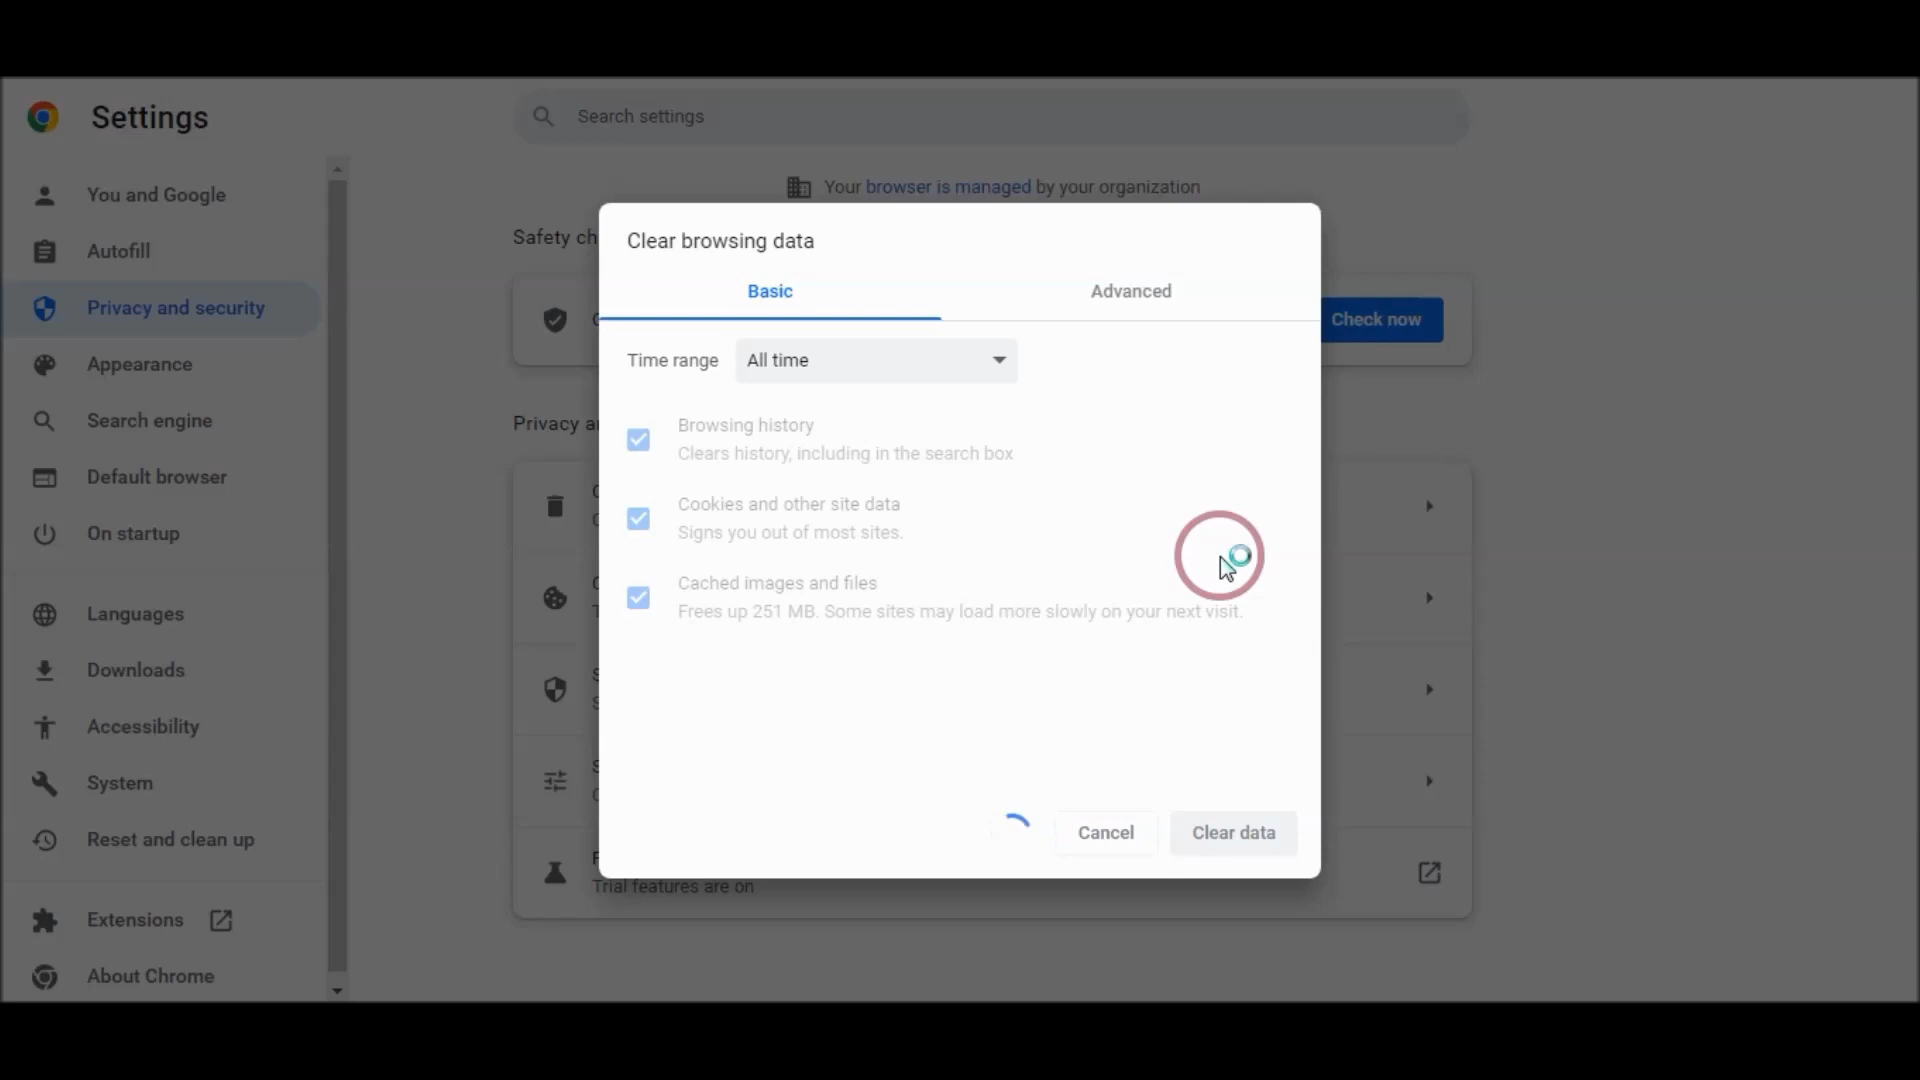 Settings
Search settings
Your browser is managed by your organization
You and Google
Autofill
Privacy and security
Appearance
Search engine
Default browser
On startup
Languages
Downloads
Accessibility
System
Reset and clean up
Extensions
About Chrome
Safety ch
Check now
Privacy a
Clear browsing data
Basic
Advanced
Time range
All time
Browsing history
Clears history, including in the search box
Cookies and other site data
Signs you out of most sites.
Cached images and files
Frees up 251 MB. Some sites may load more slowly on your next visit.
Cancel
Clear data
Trial features are on